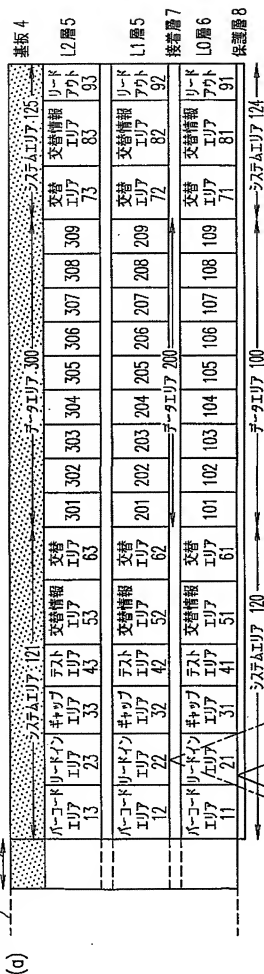 (a)
システムエリア 121
データエリア 300
システムエリア 125
基板 4
バーコードエリア 13
リードインエリア 23
ギャップエリア 33
テストエリア 43
交替情報エリア 53
交替エリア 63
301
302
303
304
305
306
307
308
309
交替エリア 73
交替情報エリア 83
リードアウト 93
L2層5
バーコードエリア 12
リードインエリア 22
ギャップエリア 32
テストエリア 42
交替情報エリア 52
交替エリア 62
201
202
203
204
205
206
207
208
209
交替エリア 72
交替情報エリア 82
リードアウト 92
L1層5
データエリア 200
接着層7
バーコードエリア 11
リードインエリア 21
ギャップエリア 31
テストエリア 41
交替情報エリア 51
交替エリア 61
101
102
103
104
105
106
107
108
109
交替エリア 71
交替情報エリア 81
リードアウト 91
L0層6
保護層8
システムエリア 120
データエリア 100
システムエリア 124